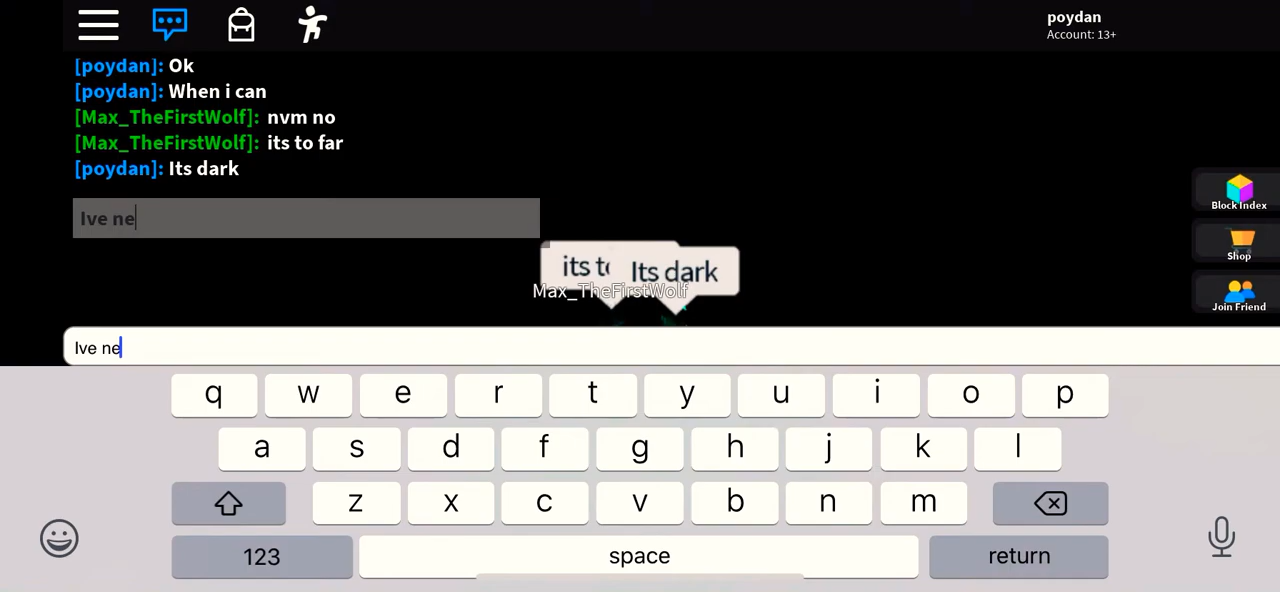 poydan
Account: 13+
[poydan]: Ok
[poydan]: When i can
[Max_TheFirstWolf]: nvm no
[Max_TheFirstWolf]: its to far
[poydan]: Its dark
Ive ne
Block Index
Shop
Join Friend
its to
Its dark
Max_TheFirstWolf
Ive ne
q w e r t y u i o p
a s d f g h j k l
z x c v b n m
123 space return